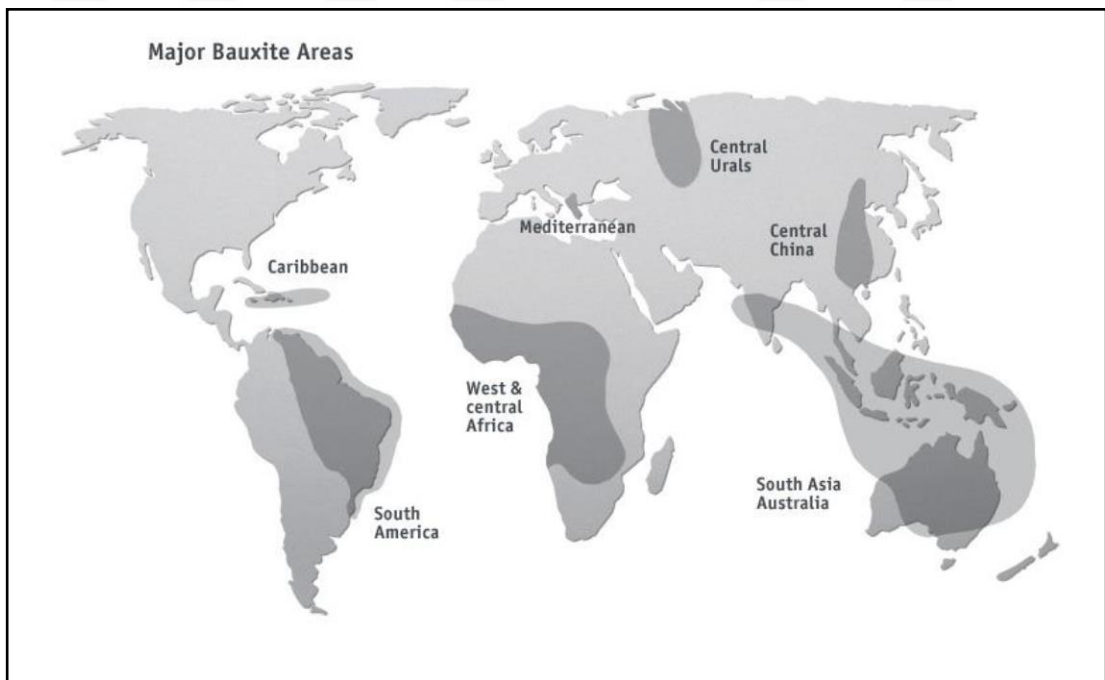 Major Bauxite Areas
Central
Urals
Mediterranean
Central
China
Caribbean
West &
central
Africa
South Asia
Australia
South
America